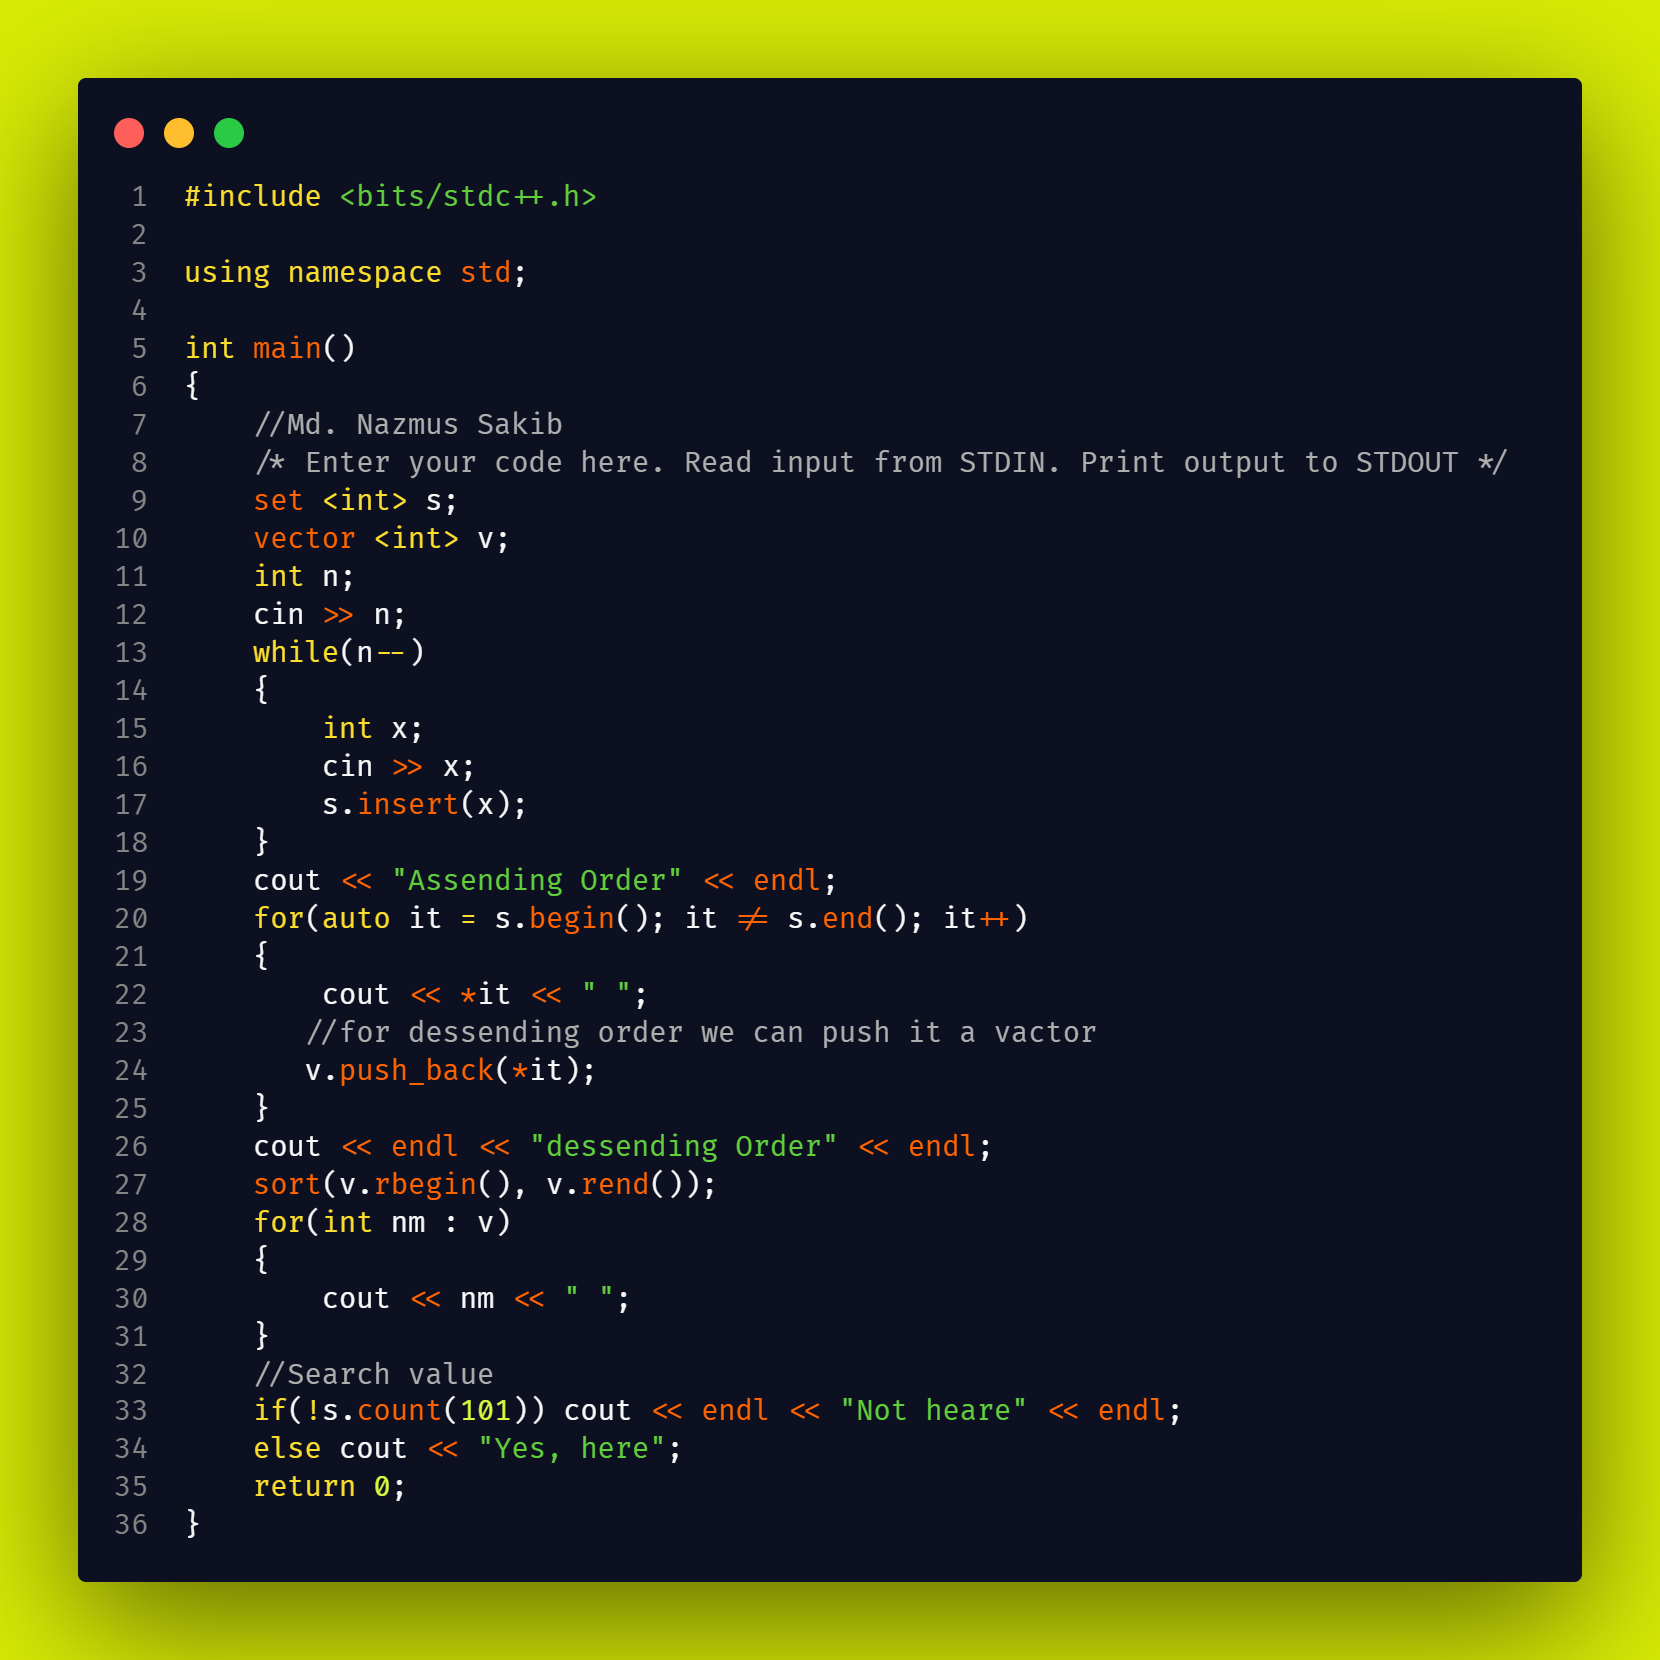 1 #include <bits/stdc++.h>
2
3 using namespace std;
4
5 int main()
6 {
7     //Md. Nazmus Sakib
8     /* Enter your code here. Read input from STDIN. Print output to STDOUT */
9     set <int> s;
10     vector <int> v;
11     int n;
12     cin >> n;
13     while(n--)
14     {
15         int x;
16         cin >> x;
17         s.insert(x);
18     }
19     cout << "Assending Order" << endl;
20     for(auto it = s.begin(); it != s.end(); it++)
21     {
22         cout << *it << " ";
23        //for dessending order we can push it a vactor
24        v.push_back(*it);
25     }
26     cout << endl << "dessending Order" << endl;
27     sort(v.rbegin(), v.rend());
28     for(int nm : v)
29     {
30         cout << nm << " ";
31     }
32     //Search value
33     if(!s.count(101)) cout << endl << "Not heare" << endl;
34     else cout << "Yes, here";
35     return 0;
36 }